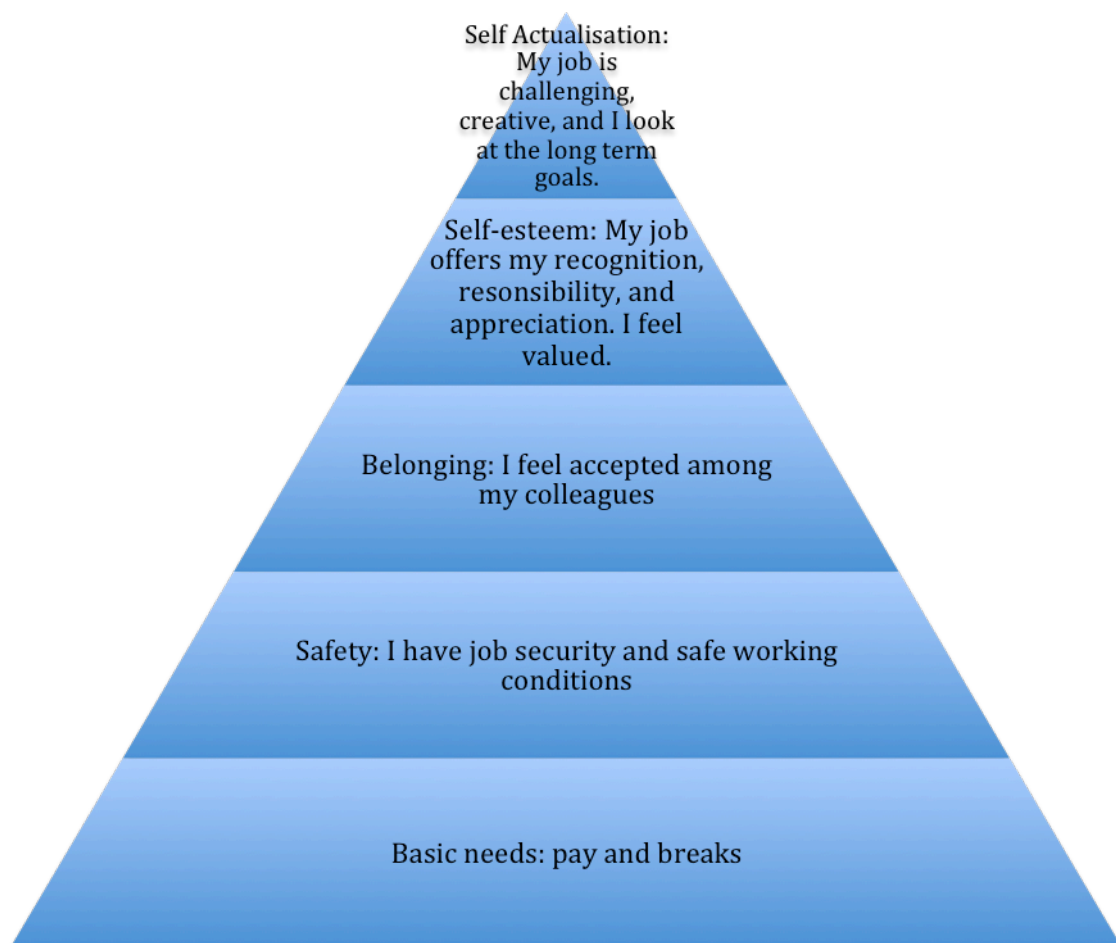 Self Actualisation:
My job is
challenging,
creative, and I look
at the long term
goals.
Self-esteem: My job
offers my recognition,
resonsibility, and
appreciation. I feel
valued.
Belonging: I feel accepted among
my colleagues
Safety: I have job security and safe working
conditions
Basic needs: pay and breaks